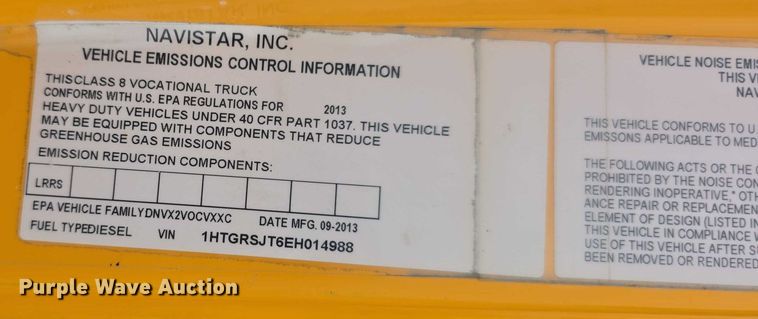 NAVISTAR, INC.
VEHICLE EMISSIONS CONTROL INFORMATION
THISCLASS 8 VOCATIONAL TRUCK
CONFORMS WITH U.S. EPA REGULATIONS FOR 2013
HEAVY DUTY VEHICLES UNDER 40 CFR PART 1037. THIS VEHICLE
MAY BE EQUIPPED WITH COMPONENTS THAT REDUCE
GREENHOUSE GAS EMISSIONS
EMISSION REDUCTION COMPONENTS:
LRRS
EPA VEHICLE FAMILYDNVX2VOCVXXC DATE MFG. 09-2013
FUEL TYPEDIESEL VIN 1HTGRSJT6EH014988
VEHICLE NOISE EMIS
THIS V
NAV
THIS VEHICLE CONFORMS TO U
EMISSONS APPLICABLE TO MED
THE FOLLOWING ACTS OR THE
PROHIBITED BY THE NOISE CON
RENDERING INOPERATIVE," OTH
ANCE REPAIR OR REPLACEMEN
ELEMENT OF DESIGN (LISTED IN
THIS VEHICLE IN COMPLIANCE W
USE OF THIS VEHICLE AFTER S
BEEN REMOVED OR RENDERED
Purple Wave Auction